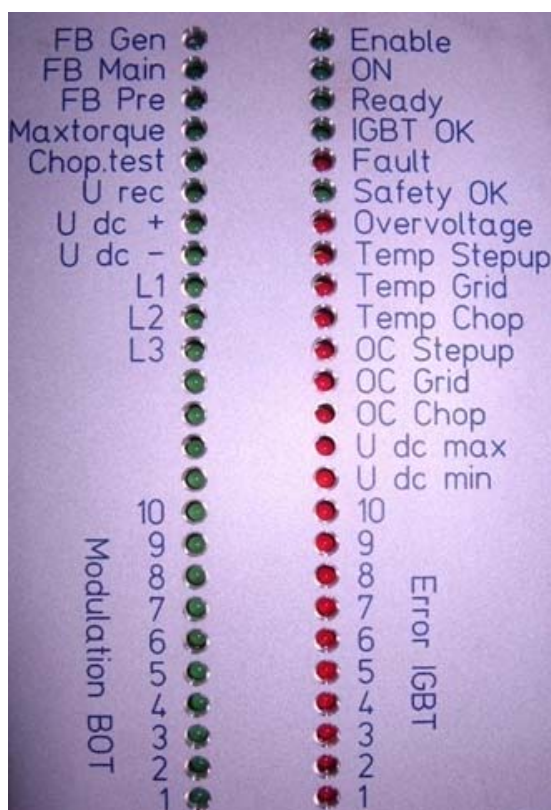 FB Gen Enable
FB Main ON
FB Pre Ready
Maxtorque IGBT OK
Chop.test Fault
U rec Safety OK
U dc + Overvoltage
U dc - Temp Stepup
L1 Temp Grid
L2 Temp Chop
L3 OC Stepup
OC Grid
OC Chop
U dc max
U dc min
10 10
9 9
8 8
7 7
6 6
5 5
4 4
3 3
2 2
1 1
Modulation BOT
Error IGBT